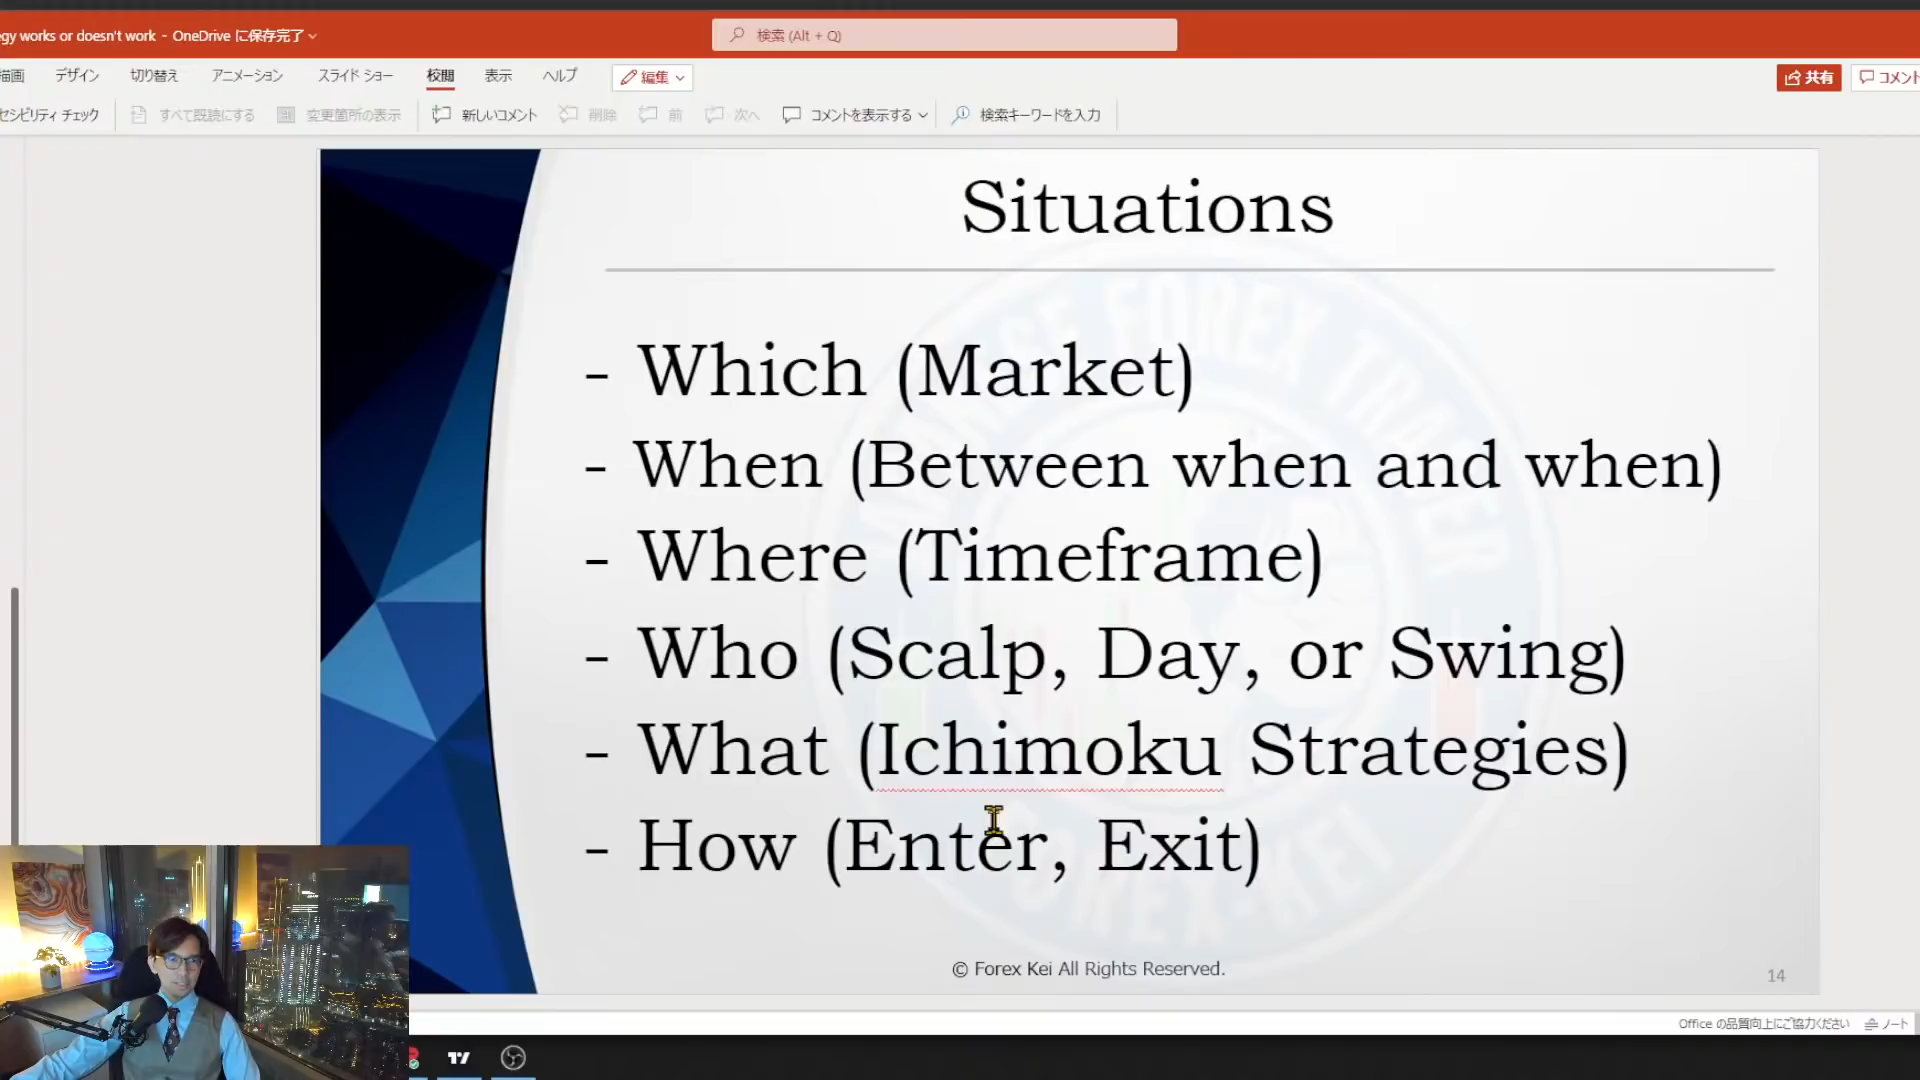 egy works or doesn't work - OneDrive に保存完了
検索 (Alt + Q)
描画 デザイン 切り替え アニメーション スライド ショー 校閲 表示 ヘルプ 編集 共有 コメント
セシビリティ チェック すべて既読にする 変更箇所の表示 新しいコメント 削除 前 次へ コメントを表示する 検索キーワードを入力
Situations
- Which (Market)
- When (Between when and when)
- Where (Timeframe)
- Who (Scalp, Day, or Swing)
- What (Ichimoku Strategies)
- How (Enter, Exit)
JAPANESE FOREX TRADER
FOREX-KEI
© Forex Kei All Rights Reserved.
14
Office の品質向上にご協力ください ノート